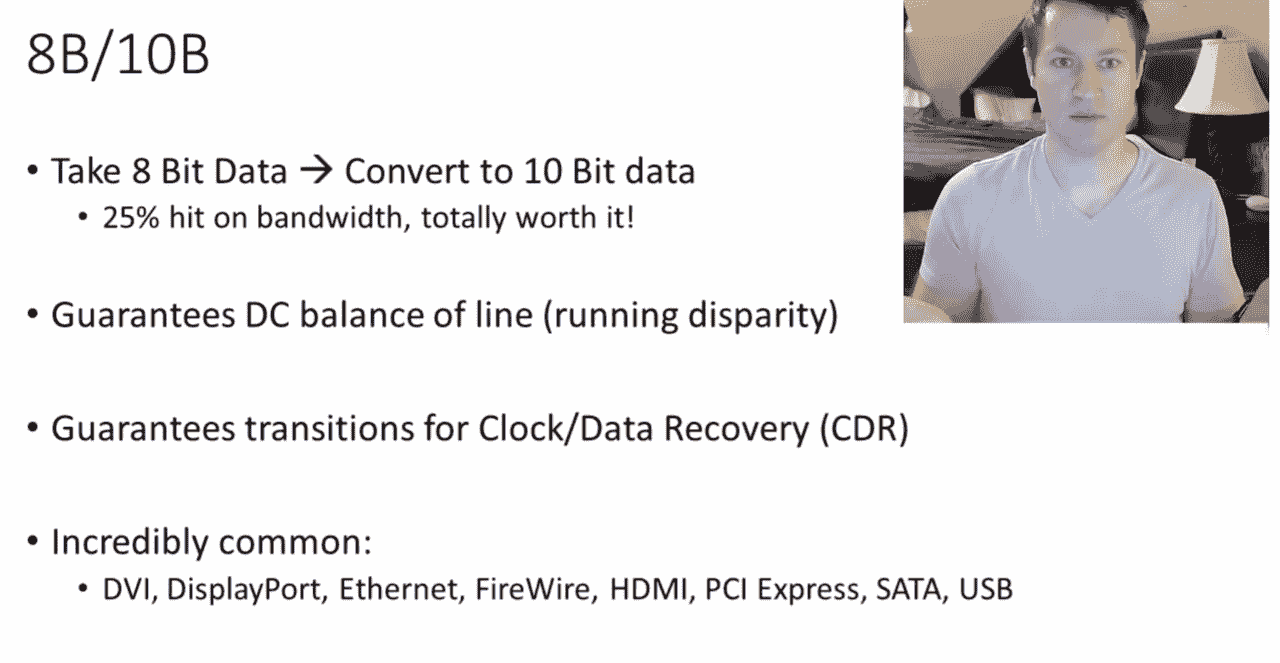 8B/10B
• Take 8 Bit Data → Convert to 10 Bit data
• 25% hit on bandwidth, totally worth it!
• Guarantees DC balance of line (running disparity)
• Guarantees transitions for Clock/Data Recovery (CDR)
• Incredibly common:
• DVI, DisplayPort, Ethernet, FireWire, HDMI, PCI Express, SATA, USB